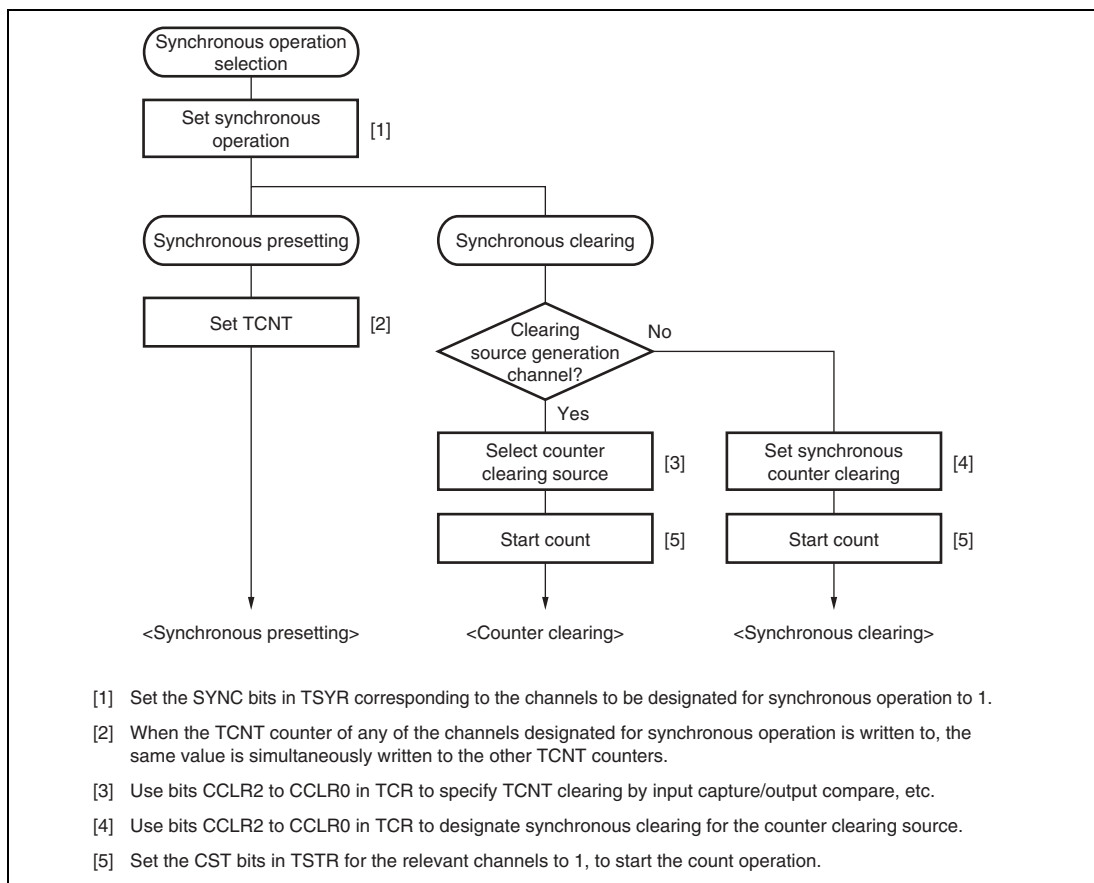 Synchronous operation
selection
Set synchronous
operation
[1]
Synchronous presetting
Synchronous clearing
Set TCNT
[2]
Clearing
source generation
channel?
No
Yes
Select counter
clearing source
[3]
Set synchronous
counter clearing
[4]
Start count
[5]
Start count
[5]
<Synchronous presetting>
<Counter clearing>
<Synchronous clearing>
[1] Set the SYNC bits in TSYR corresponding to the channels to be designated for synchronous operation to 1.
[2] When the TCNT counter of any of the channels designated for synchronous operation is written to, the
same value is simultaneously written to the other TCNT counters.
[3] Use bits CCLR2 to CCLR0 in TCR to specify TCNT clearing by input capture/output compare, etc.
[4] Use bits CCLR2 to CCLR0 in TCR to designate synchronous clearing for the counter clearing source.
[5] Set the CST bits in TSTR for the relevant channels to 1, to start the count operation.